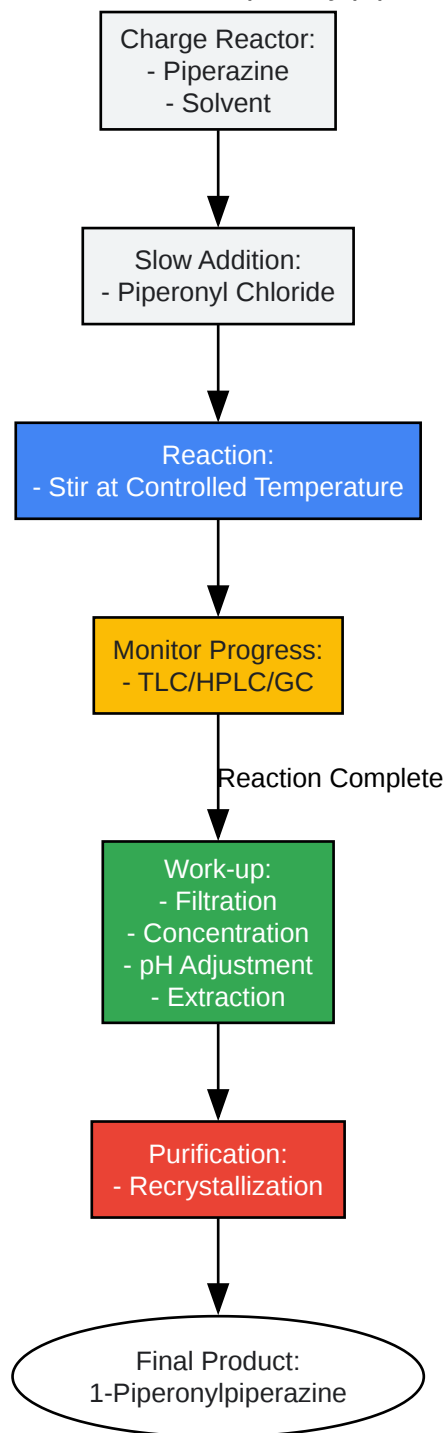 Charge Reactor:
- Piperazine
- Solvent
Slow Addition:
- Piperonyl Chloride
Reaction:
- Stir at Controlled Temperature
Monitor Progress:
- TLC/HPLC/GC
Reaction Complete
Work-up:
- Filtration
- Concentration
- pH Adjustment
- Extraction
Purification:
- Recrystallization
Final Product:
1-Piperonylpiperazine